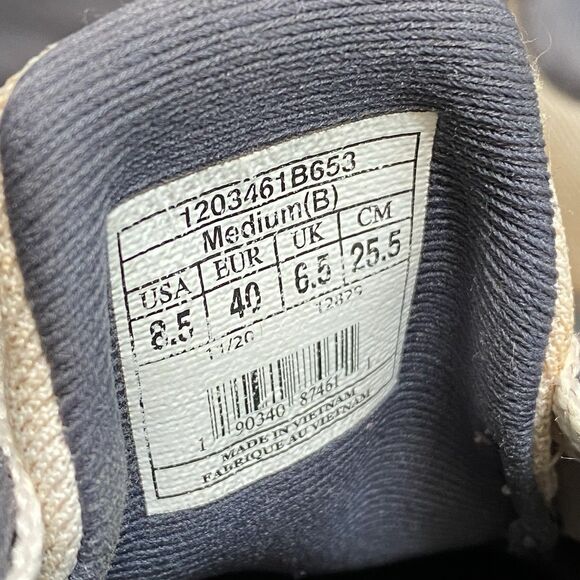 1203461B653
Medium(B)
USA EUR UK CM
8.5 40 6.5 25.5
11/20 12829
1 90340 87461 1
MADE IN VIETNAM
FABRIQUE AU VIETNAM